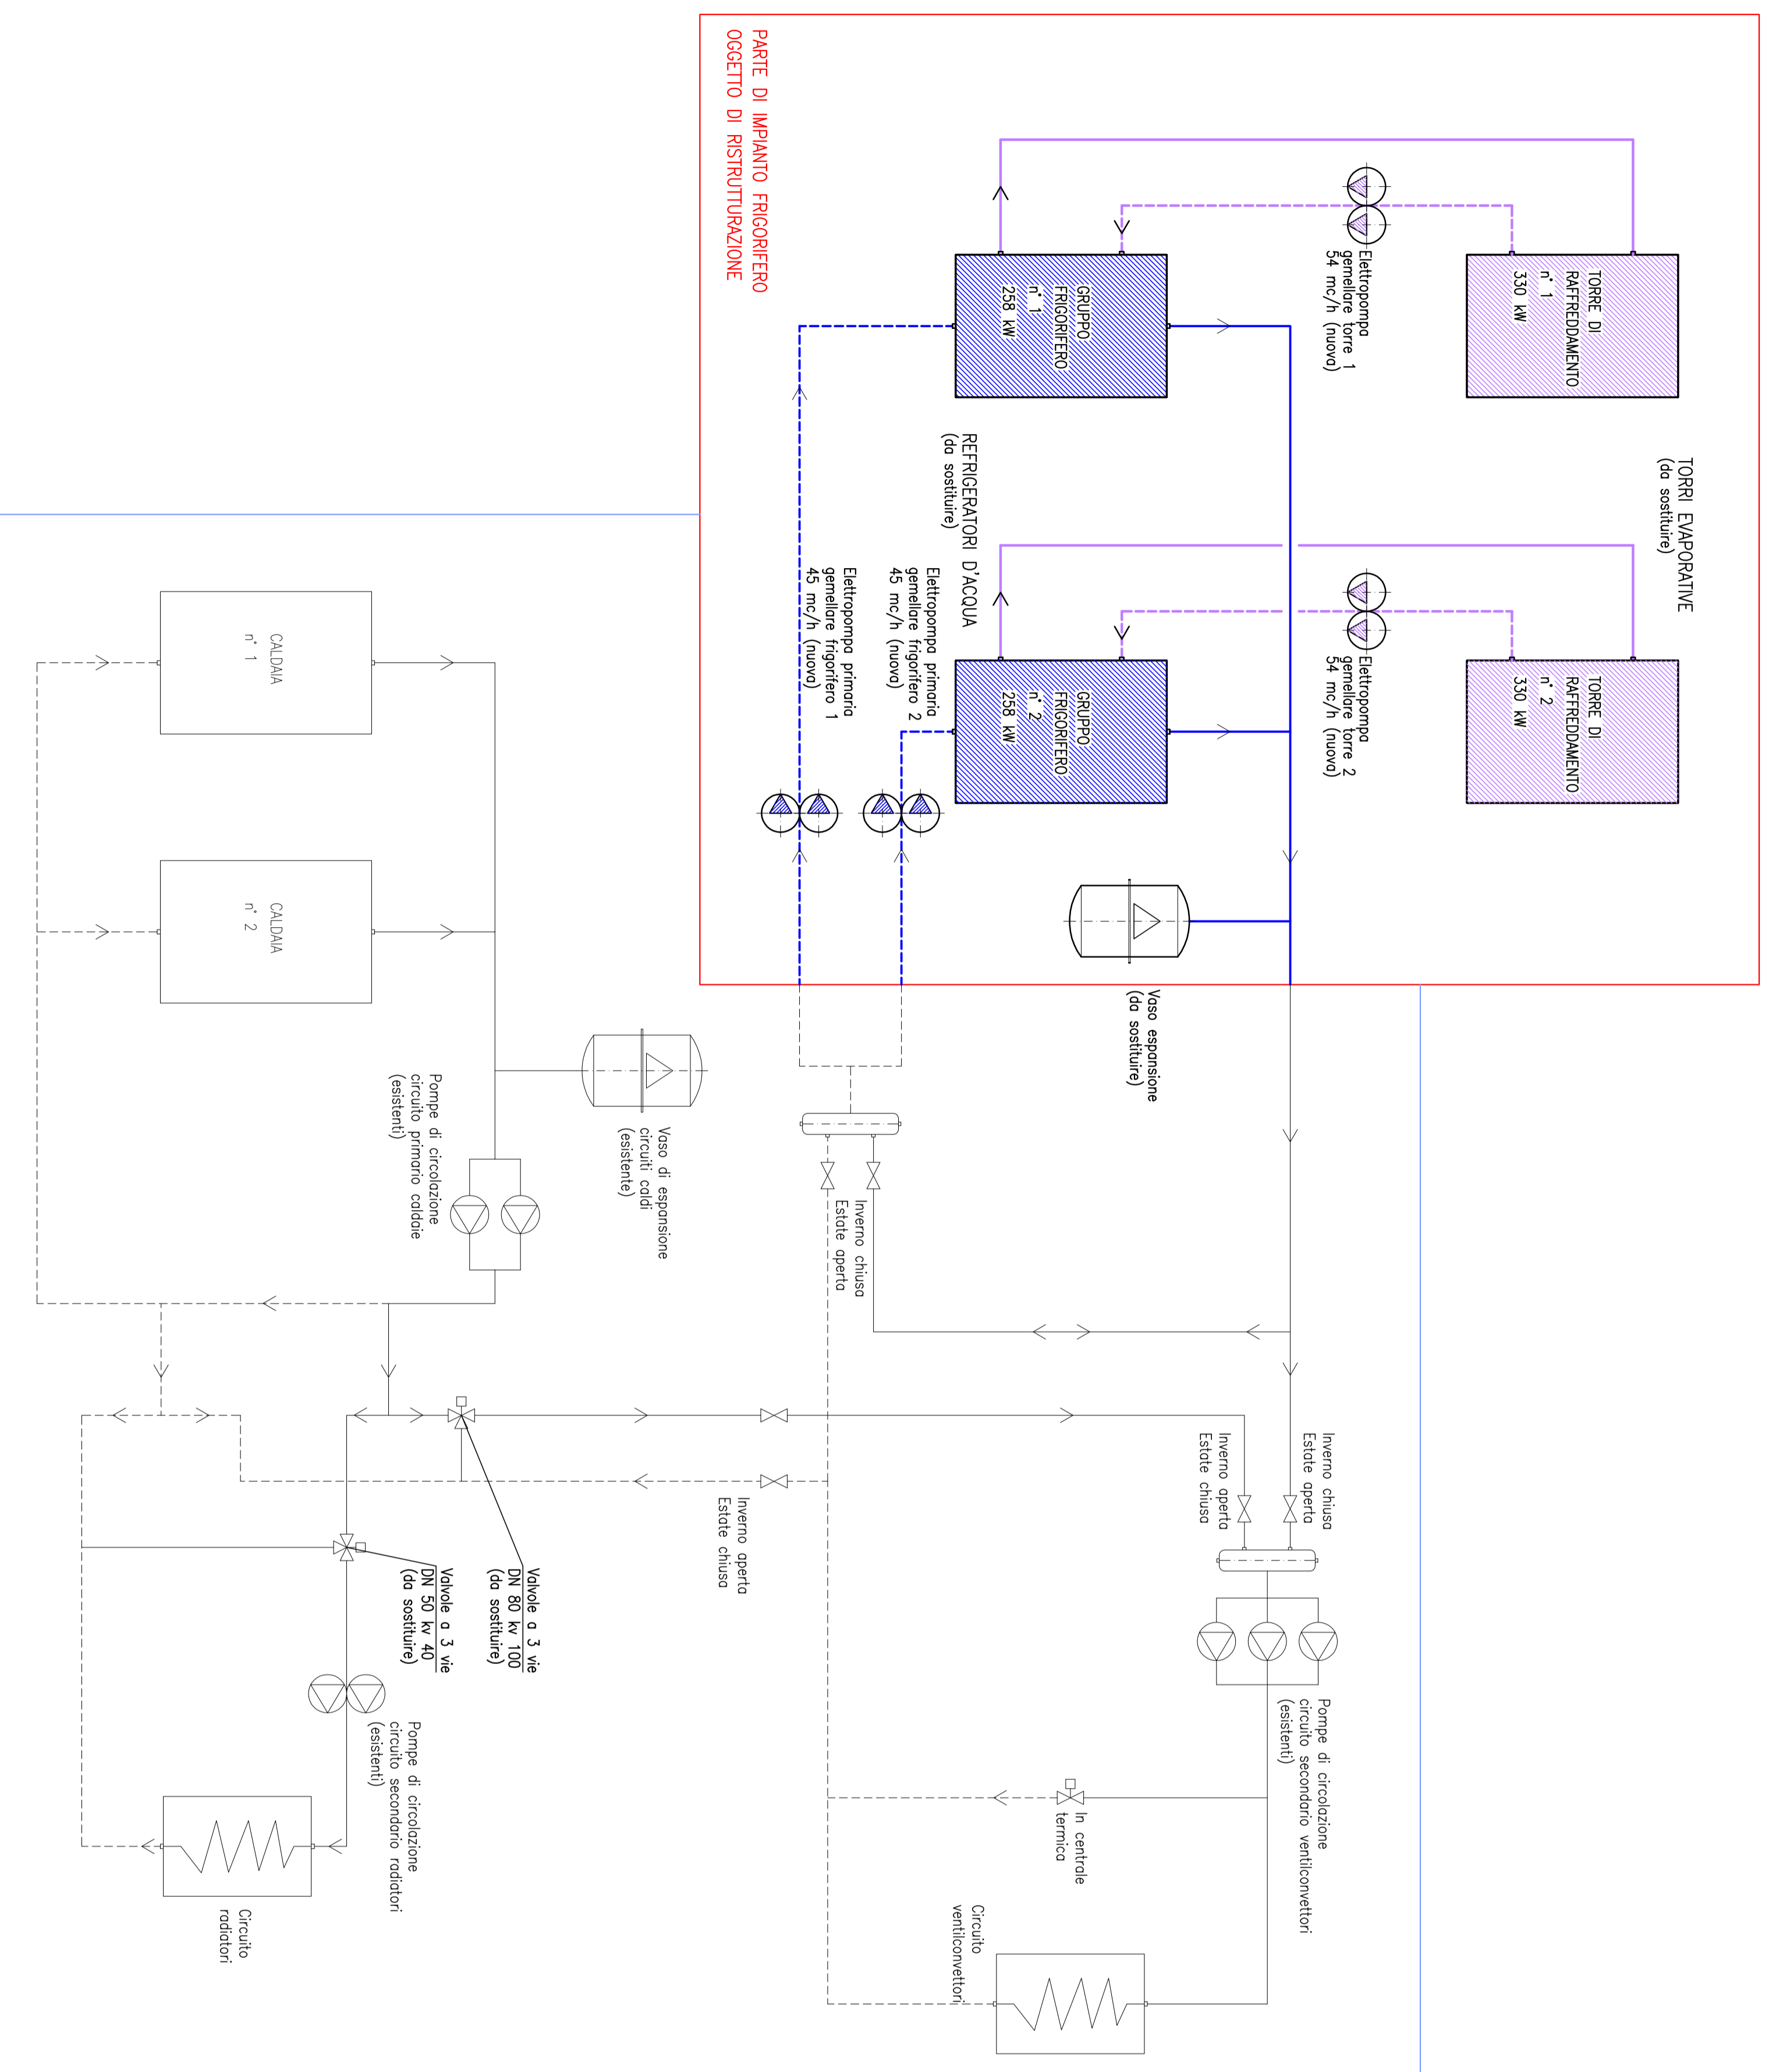 TORRI EVAPORATIVE
(da sostituire)
TORRE DI
RAFFREDDAMENTO
n° 1
330 kW
TORRE DI
RAFFREDDAMENTO
n° 2
330 kW
Elettropompa
gemellare torre 1
54 mc/h (nuova)
Elettropompa
gemellare torre 2
54 mc/h (nuova)
GRUPPO
FRIGORIFERO
n° 1
258 kW
GRUPPO
FRIGORIFERO
n° 2
258 kW
REFRIGERATORI D'ACQUA
(da sostituire)
Elettropompa primaria
gemellare frigorifero 2
45 mc/h (nuova)
Elettropompa primaria
gemellare frigorifero 1
45 mc/h (nuova)
PARTE DI IMPIANTO FRIGORIFERO
OGGETTO DI RISTRUTTURAZIONE
Vaso espansione
(da sostituire)
Inverno chiusa
Estate aperta
Inverno aperta
Estate chiusa
Pompe di circolazione
circuito secondario ventilconvettori
(esistenti)
Inverno chiusa
Estate aperta
In centrale
termica
Circuito
ventilconvettori
Inverno aperta
Estate chiusa
Vaso di espansione
circuiti caldi
(esistente)
Pompe di circolazione
circuito primario caldaie
(esistenti)
Valvole a 3 vie
DN 80 kv 100
(da sostituire)
Valvole a 3 vie
DN 50 kv 40
(da sostituire)
Pompe di circolazione
circuito secondario radiatori
(esistenti)
CALDAIA
n° 1
CALDAIA
n° 2
Circuito
radiatori